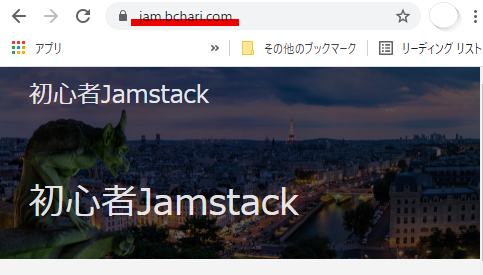 jam.bchari.com
アプリ
»
その他のブックマーク
リーディング リスト
初心者Jamstack
初心者Jamstack